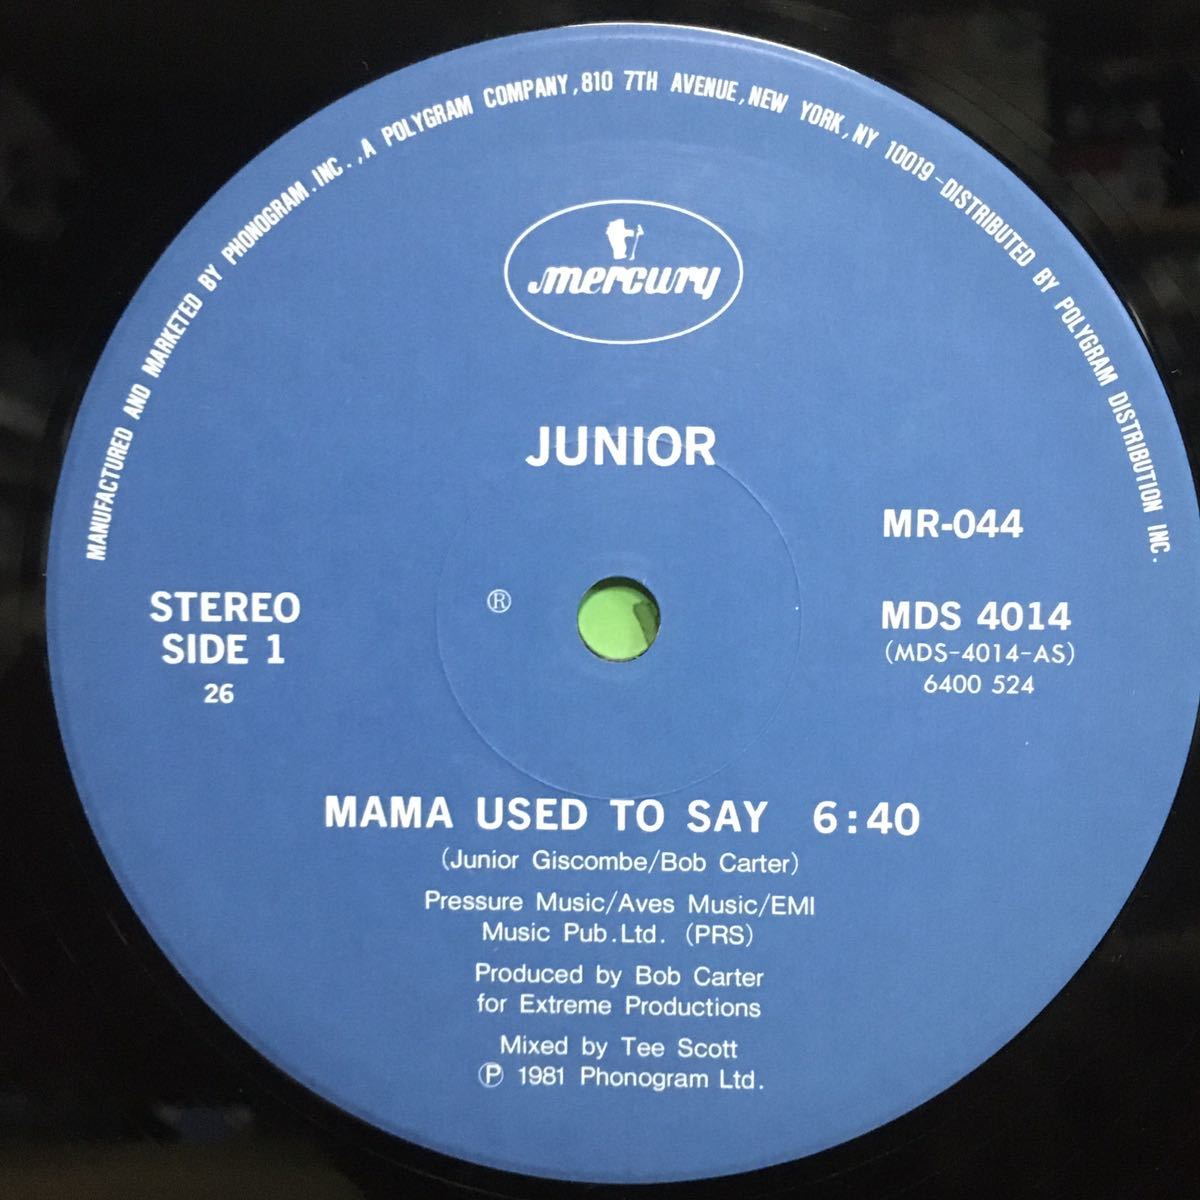 MANUFACTURED AND MARKETED BY PHONOGRAM. INC.,A POLYGRAM COMPANY,810 7TH AVENUE,NEW YORK,NY 10019-DISTRIBUTED BY POLYGRAM DISTRIBUTION INC.
mercury
JUNIOR
MR-044
STEREO
SIDE 1
26
®
MDS 4014
(MDS-4014-AS)
6400 524
MAMA USED TO SAY 6:40
(Junior Giscombe/Bob Carter)
Pressure Music/Aves Music/EMI
Music Pub.Ltd. (PRS)
Produced by Bob Carter
for Extreme Productions
Mixed by Tee Scott
℗ 1981 Phonogram Ltd.